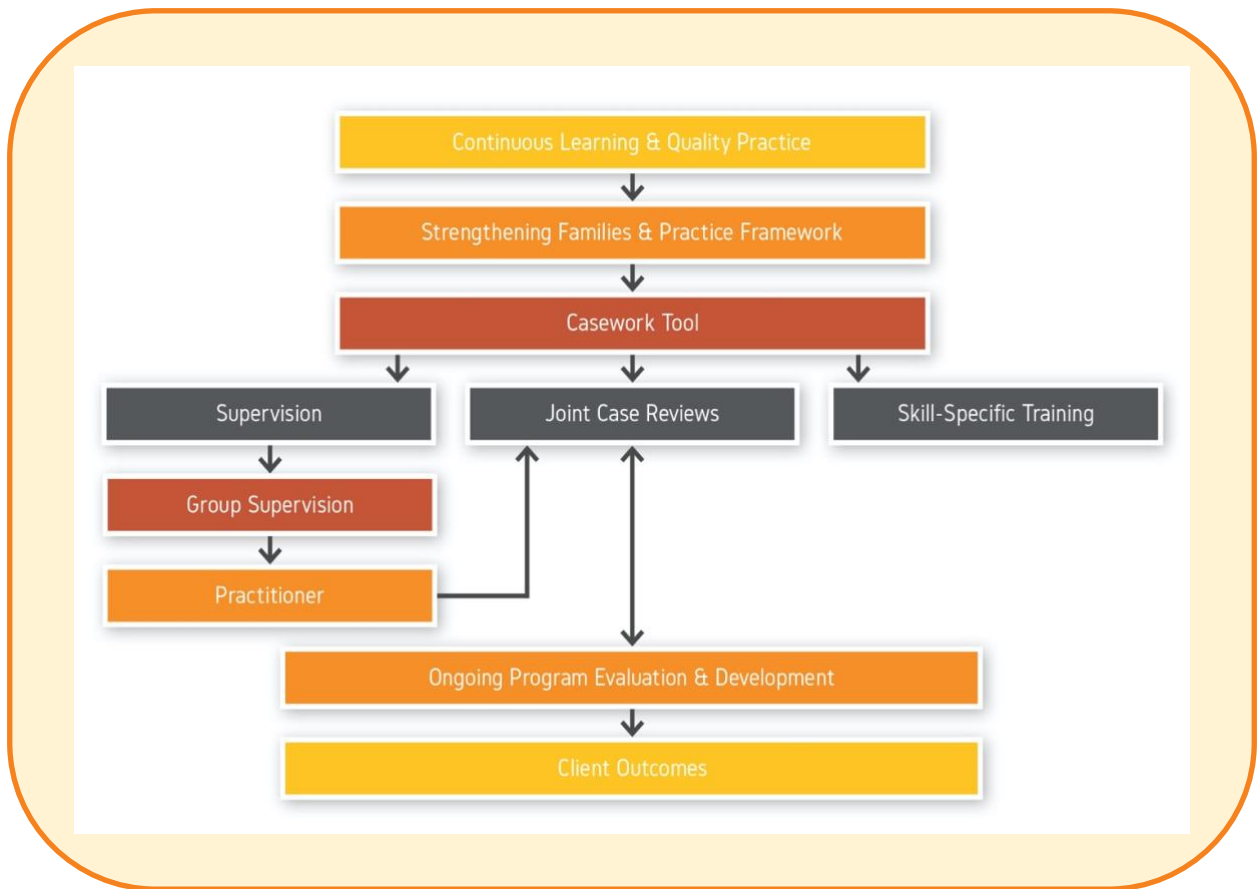 Continuous Learning & Quality Practice
Strengthening Families & Practice Framework
Casework Tool
Supervision
Joint Case Reviews
Skill-Specific Training
Group Supervision
Practitioner
Ongoing Program Evaluation & Development
Client Outcomes